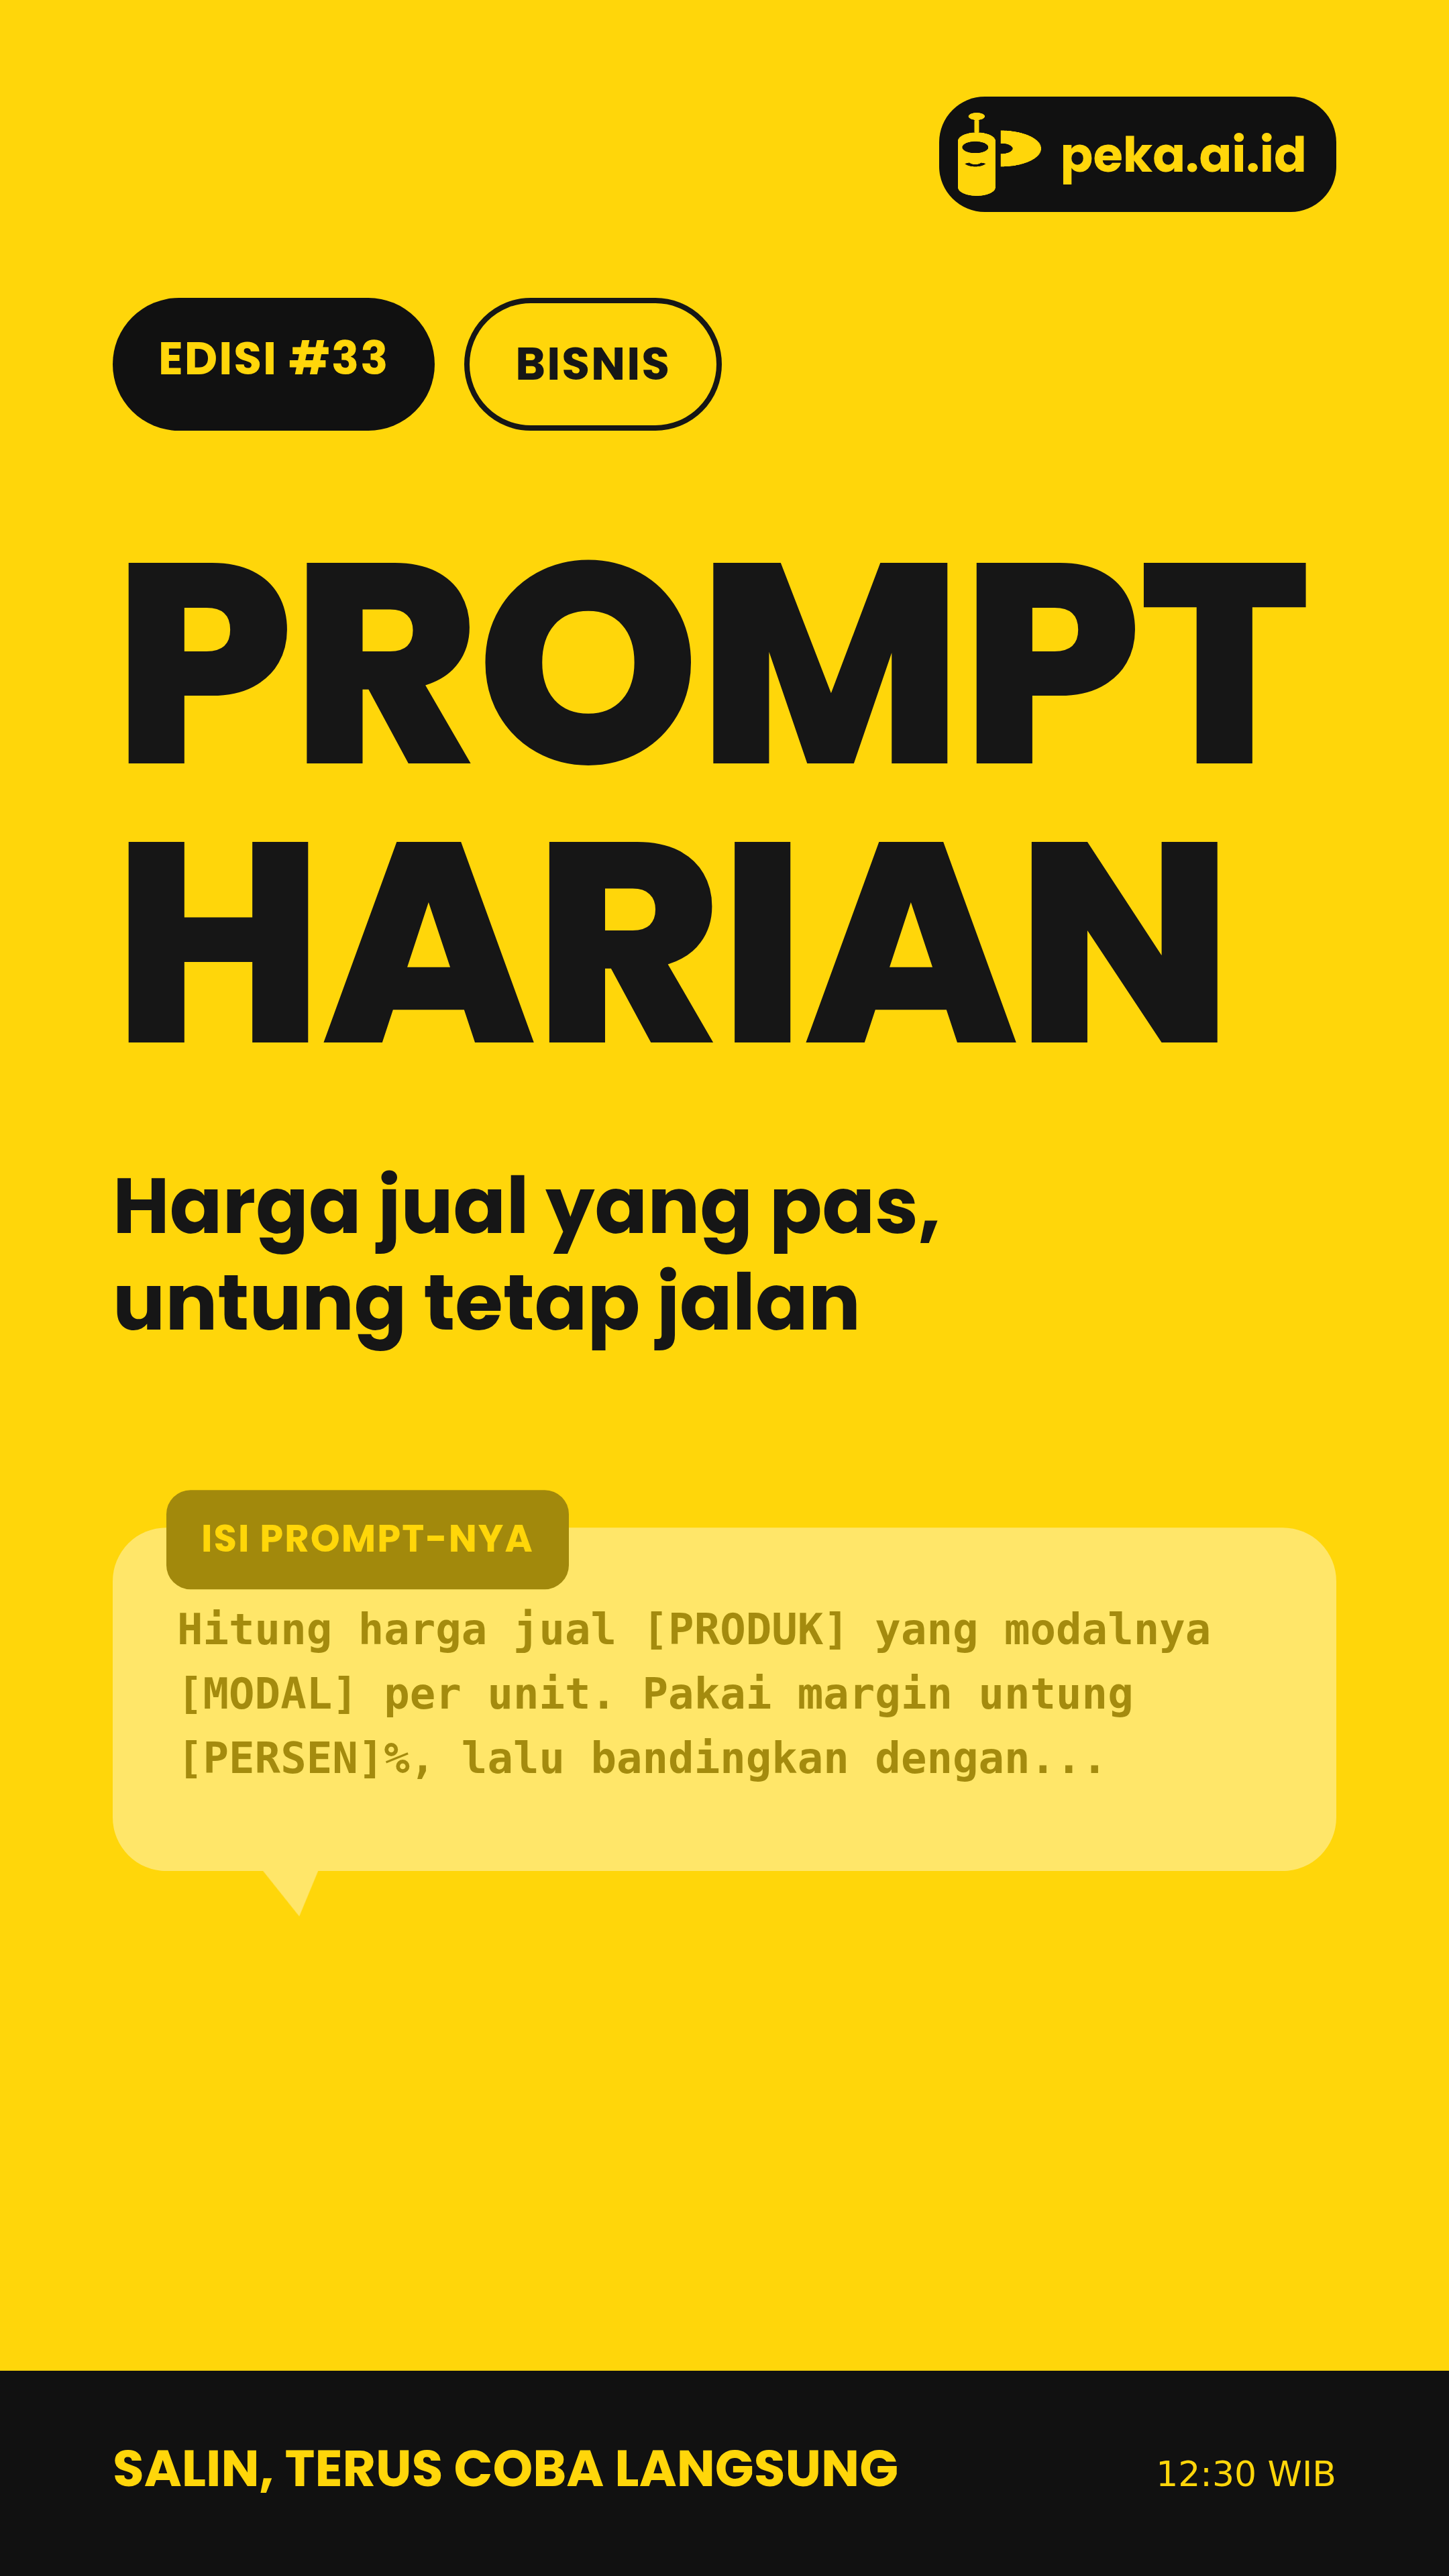 peka.ai.id
EDISI #33
BISNIS
PROMPT
HARIAN
Harga jual yang pas,
untung tetap jalan
ISI PROMPT-NYA
Hitung harga jual [PRODUK] yang modalnya
[MODAL] per unit. Pakai margin untung
[PERSEN]%, lalu bandingkan dengan...
SALIN, TERUS COBA LANGSUNG
12:30 WIB